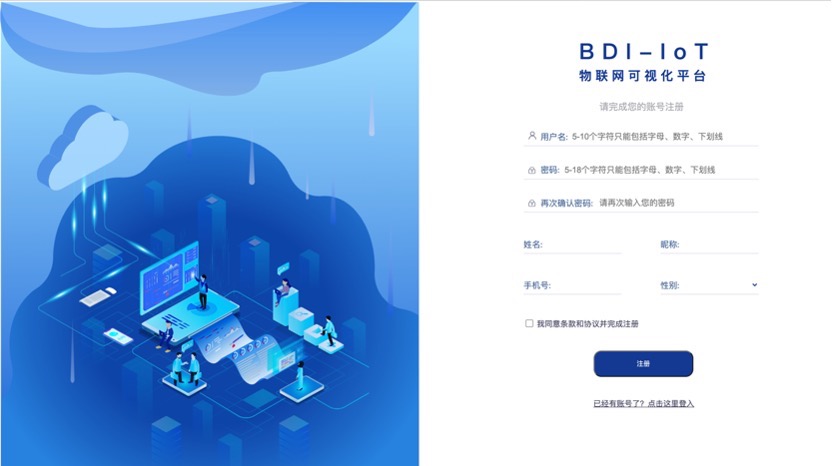 BDI-IoT
物联网可视化平台
请完成您的账号注册
用户名: 5-10个字符只能包括字母、数字、下划线
密码: 5-18个字符只能包括字母、数字、下划线
再次确认密码: 请再次输入您的密码
姓名: 昵称:
手机号: 性别:
我同意条款和协议并完成注册
注册
已经有账号了? 点击这里登入